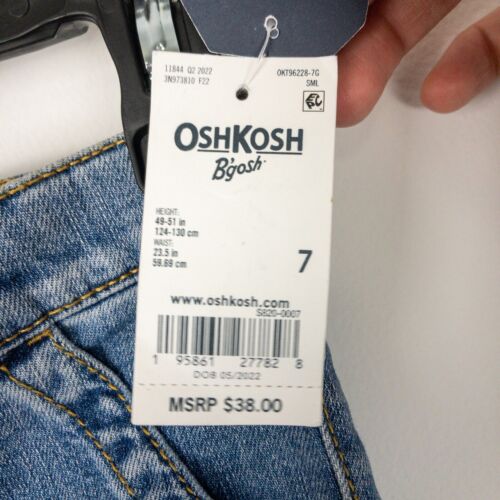 11844 Q2 2022 OKT96228-7G
3N973810 F22 SML
OSHKOSH
B'gosh
HEIGHT:
49-51 in
124-130 cm
WAIST:
23.5 in
59.69 cm
7
www.oshkosh.com
S820-0007
1 95861 27782 8
DOB 05/2022
MSRP $38.00